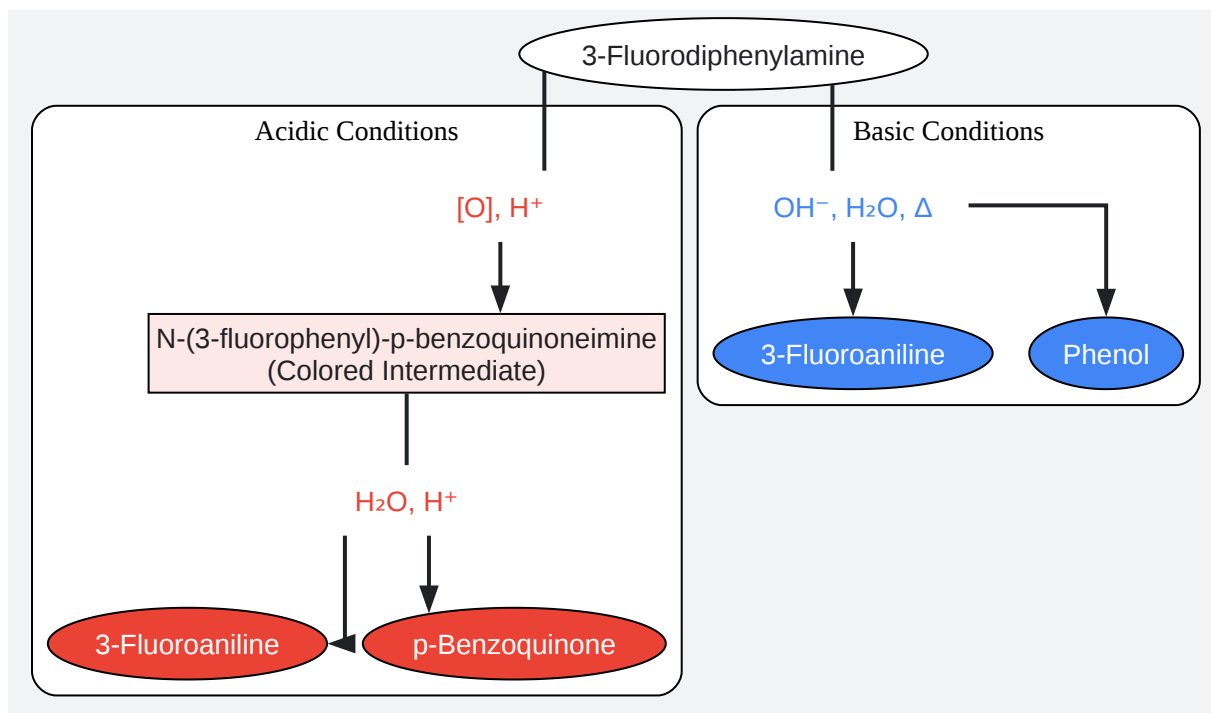 3-Fluorodiphenylamine
Acidic Conditions
[O], H⁺
N-(3-fluorophenyl)-p-benzoquinoneimine
(Colored Intermediate)
H₂O, H⁺
3-Fluoroaniline
p-Benzoquinone
Basic Conditions
OH⁻, H₂O, Δ
3-Fluoroaniline
Phenol